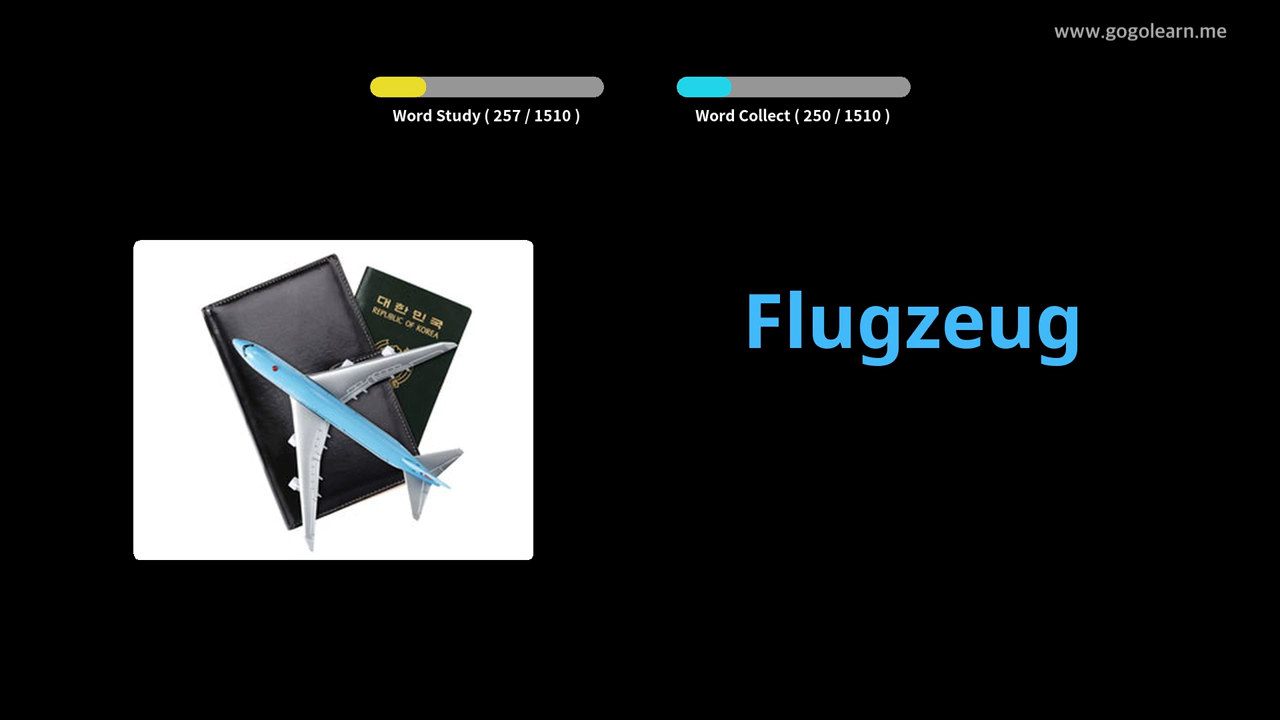 www.gogolearn.me
Word Study ( 257 / 1510 )
Word Collect ( 250 / 1510 )
대한민국
REPUBLIC OF KOREA
Flugzeug